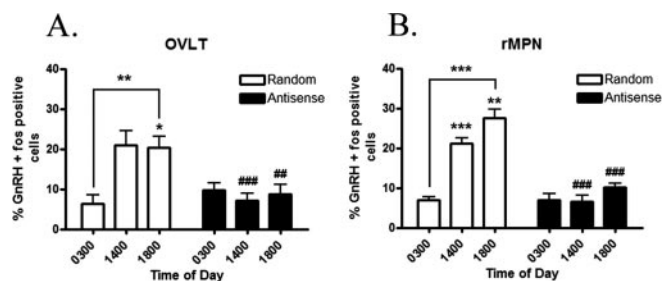 A.
OVLT
% GnRH + fos positive
cells
40
30
20
10
0
**
*
###
##
Random
Antisense
0300
1400
1800
0300
1400
1800
Time of Day
B.
rMPN
% GnRH + fos positive
cells
40
30
20
10
0
***
***
**
###
###
Random
Antisense
0300
1400
1800
0300
1400
1800
Time of Day